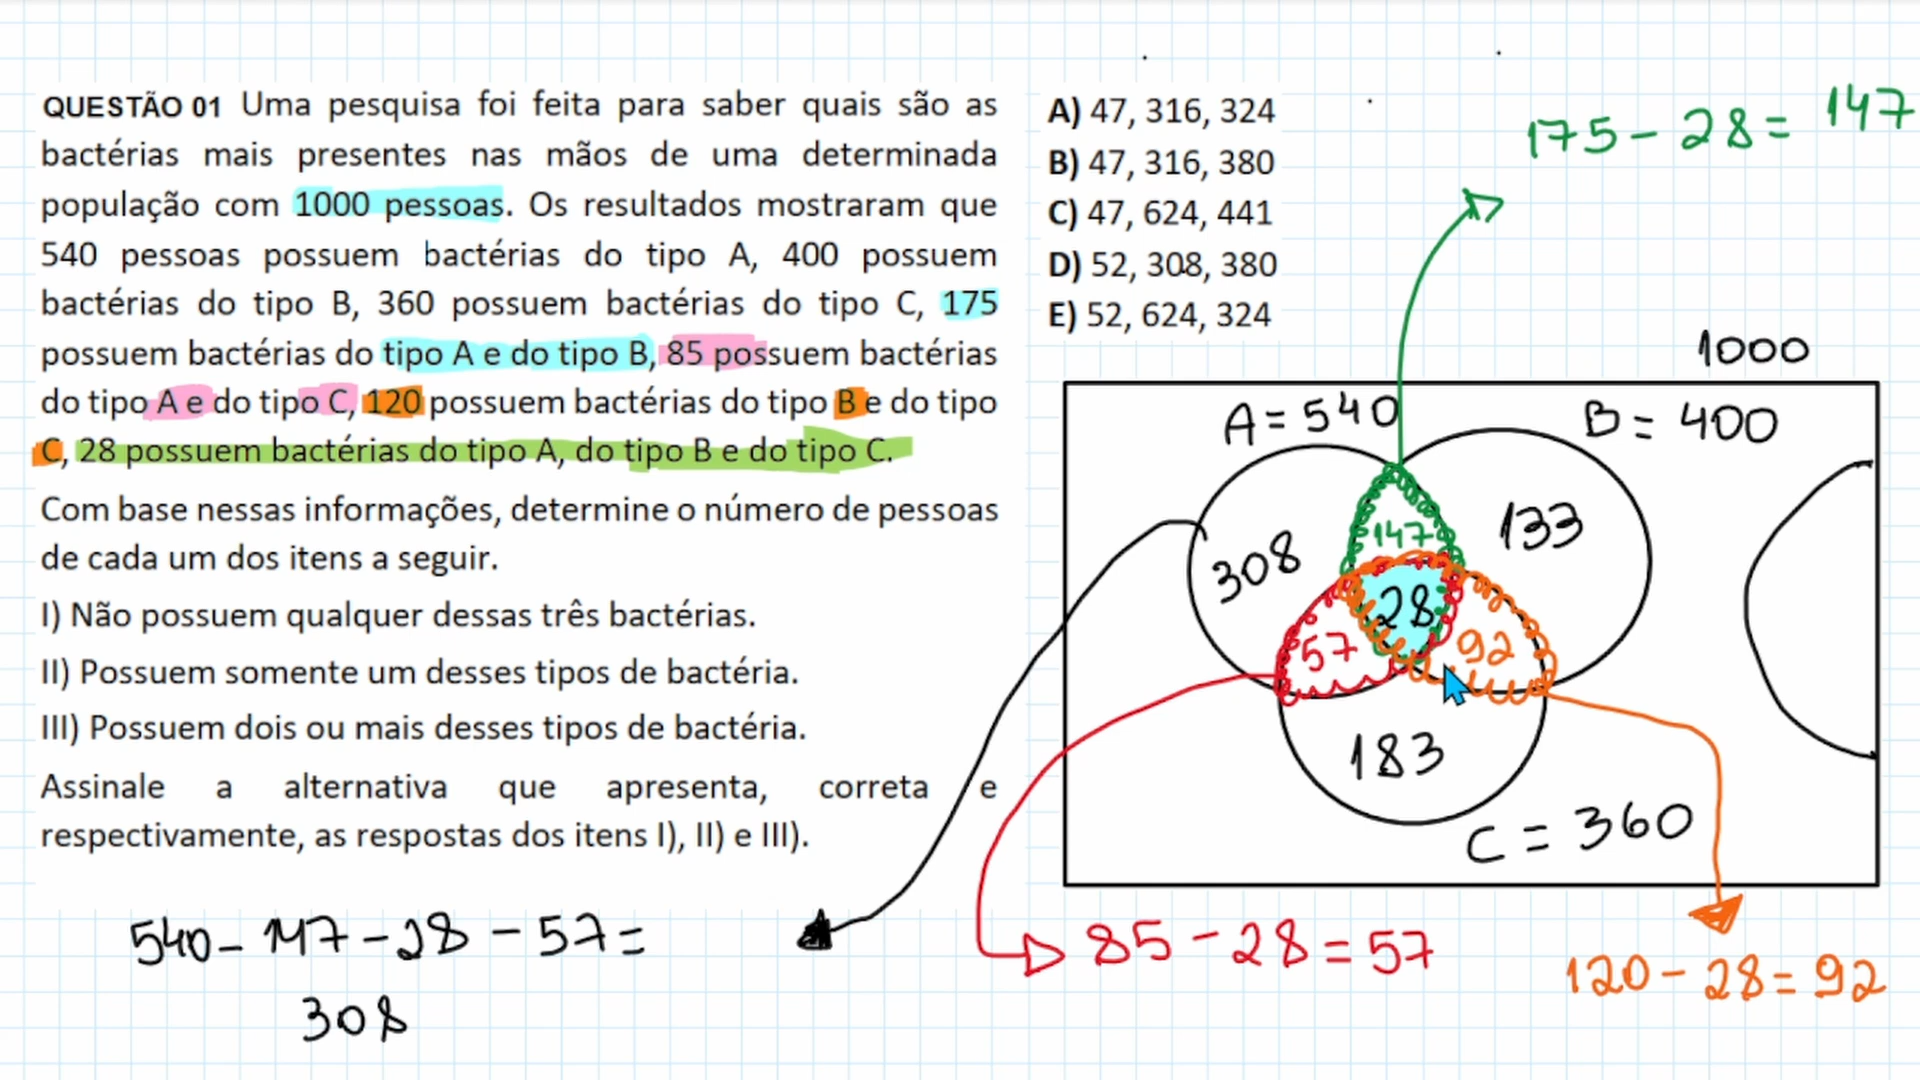 QUESTÃO 01 Uma pesquisa foi feita para saber quais são as
bactérias mais presentes nas mãos de uma determinada
população com 1000 pessoas. Os resultados mostraram que
540 pessoas possuem bactérias do tipo A, 400 possuem
bactérias do tipo B, 360 possuem bactérias do tipo C, 175
possuem bactérias do tipo A e do tipo B, 85 possuem bactérias
do tipo A e do tipo C, 120 possuem bactérias do tipo B e do tipo
C, 28 possuem bactérias do tipo A, do tipo B e do tipo C.
Com base nessas informações, determine o número de pessoas
de cada um dos itens a seguir.
I) Não possuem qualquer dessas três bactérias.
II) Possuem somente um desses tipos de bactéria.
III) Possuem dois ou mais desses tipos de bactéria.
Assinale a alternativa que apresenta, correta e
respectivamente, as respostas dos itens I), II) e III).
540 - 147 - 28 - 57 =
308
A) 47, 316, 324
B) 47, 316, 380
C) 47, 624, 441
D) 52, 308, 380
E) 52, 624, 324
175 - 28 = 147
1000
A = 540
B = 400
308
147
133
28
57
92
183
C = 360
85 - 28 = 57
120 - 28 = 92